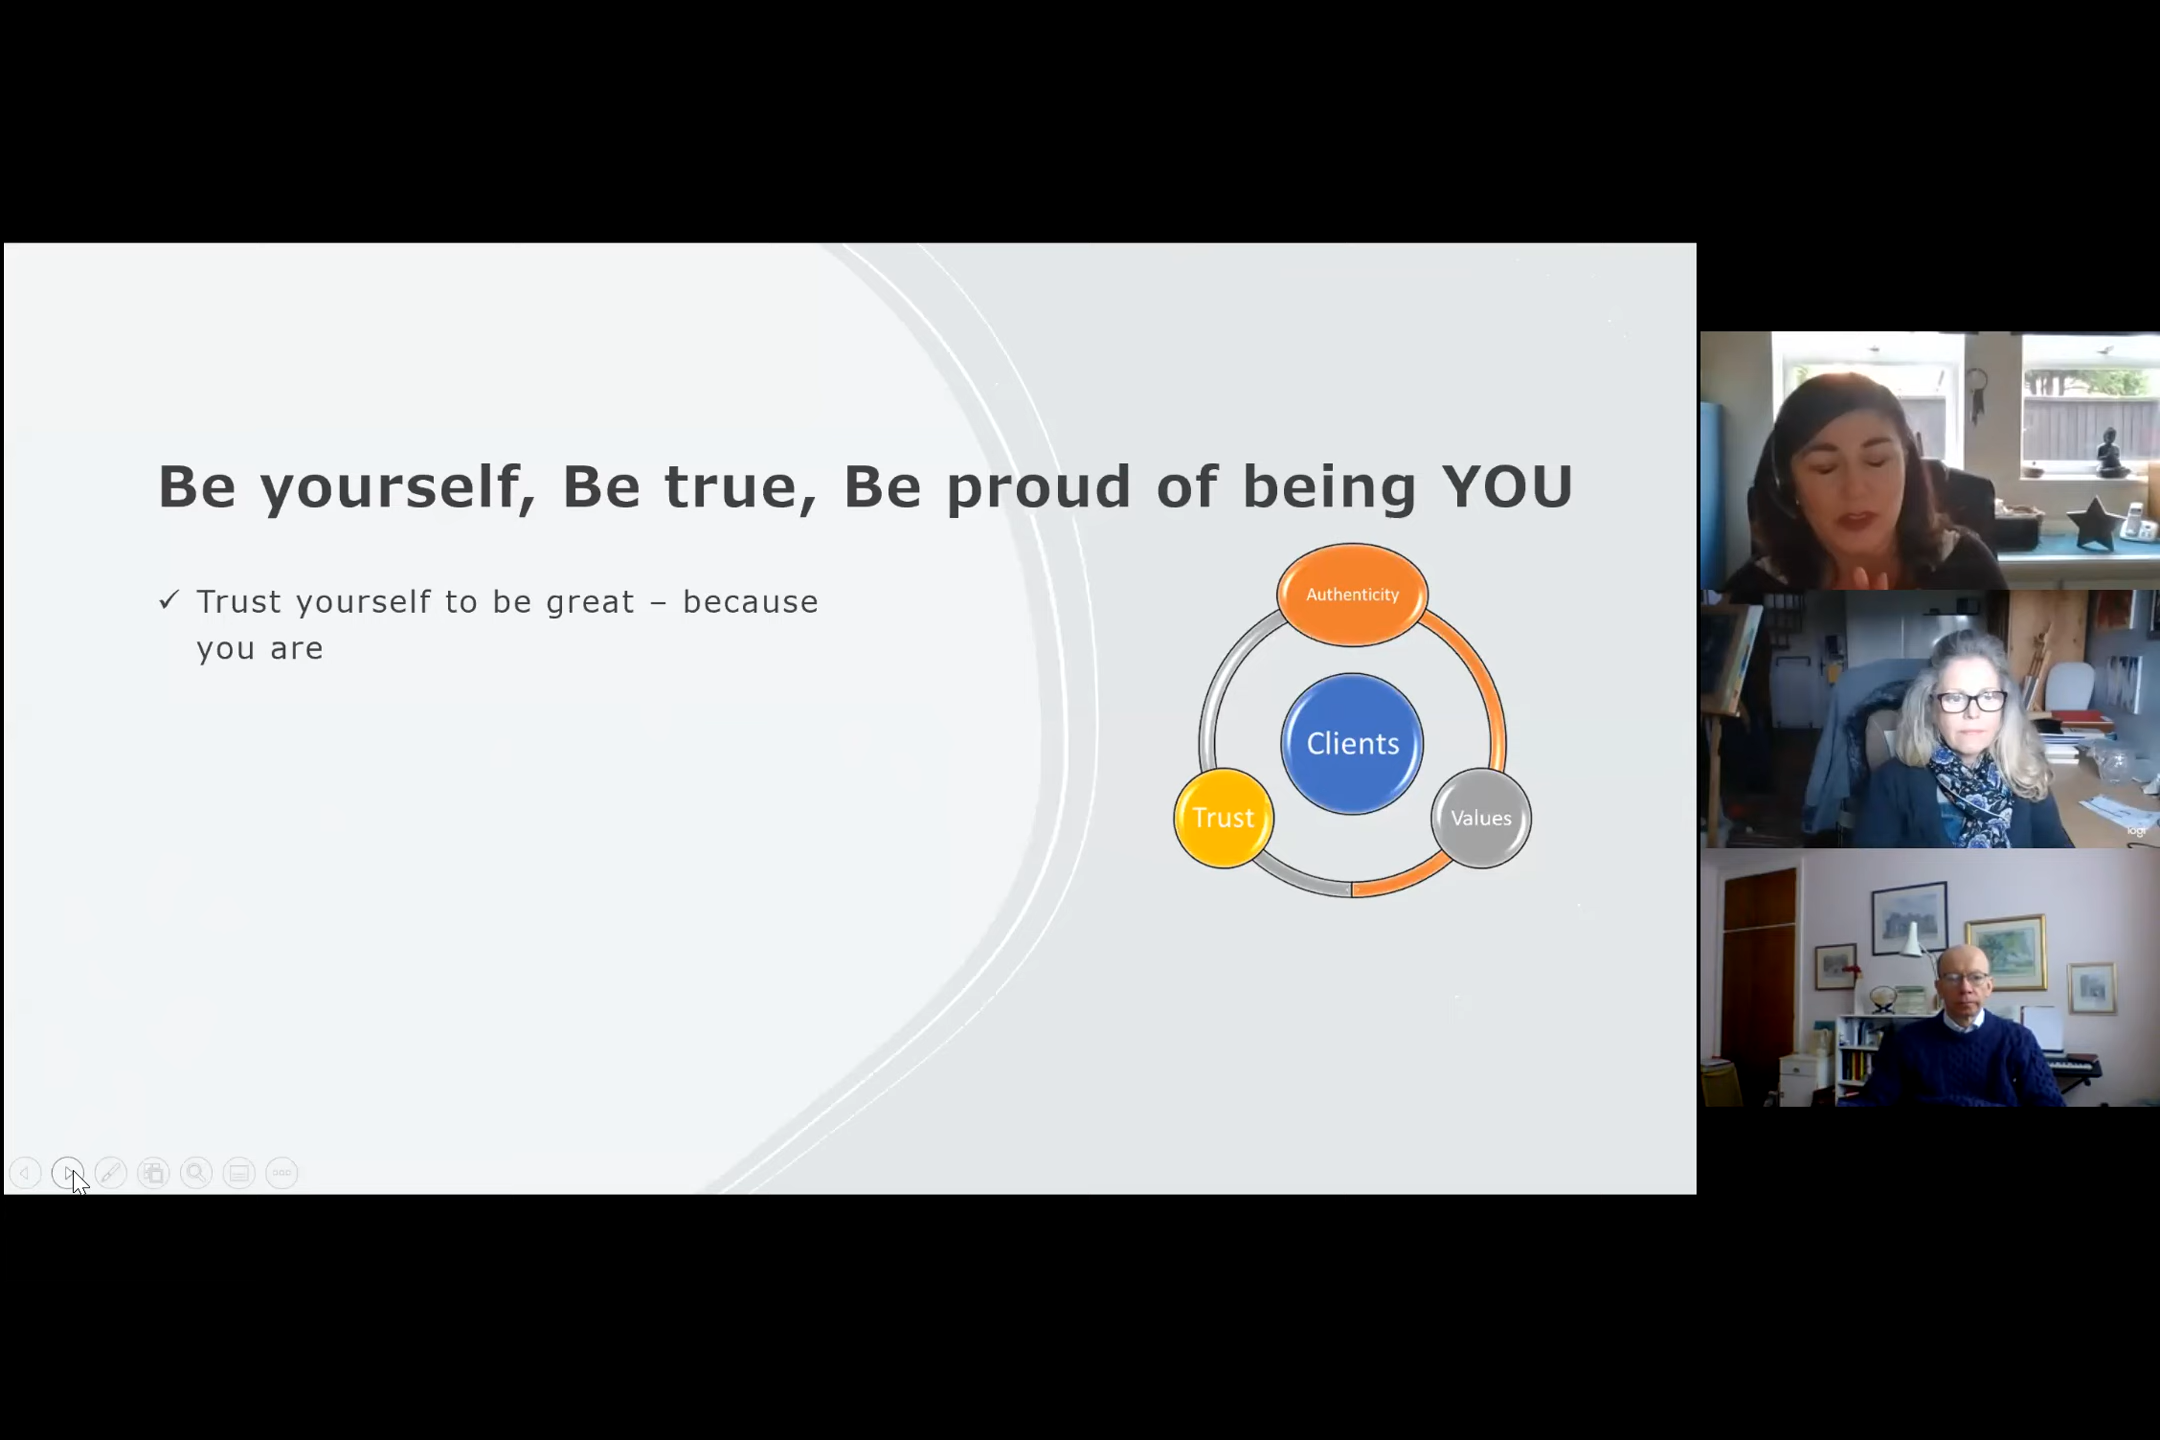 Be yourself, Be true, Be proud of being YOU
✓ Trust yourself to be great – because
you are
Authenticity
Clients
Trust
Values
logi